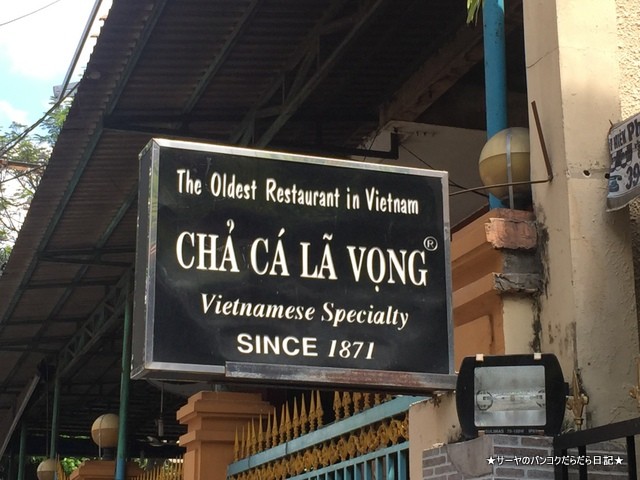 The Oldest Restaurant in Vietnam
CHẢ CÁ LÃ VỌNG®
Vietnamese Specialty
SINCE 1871
39
★サーヤのバンコクだらだら日記★